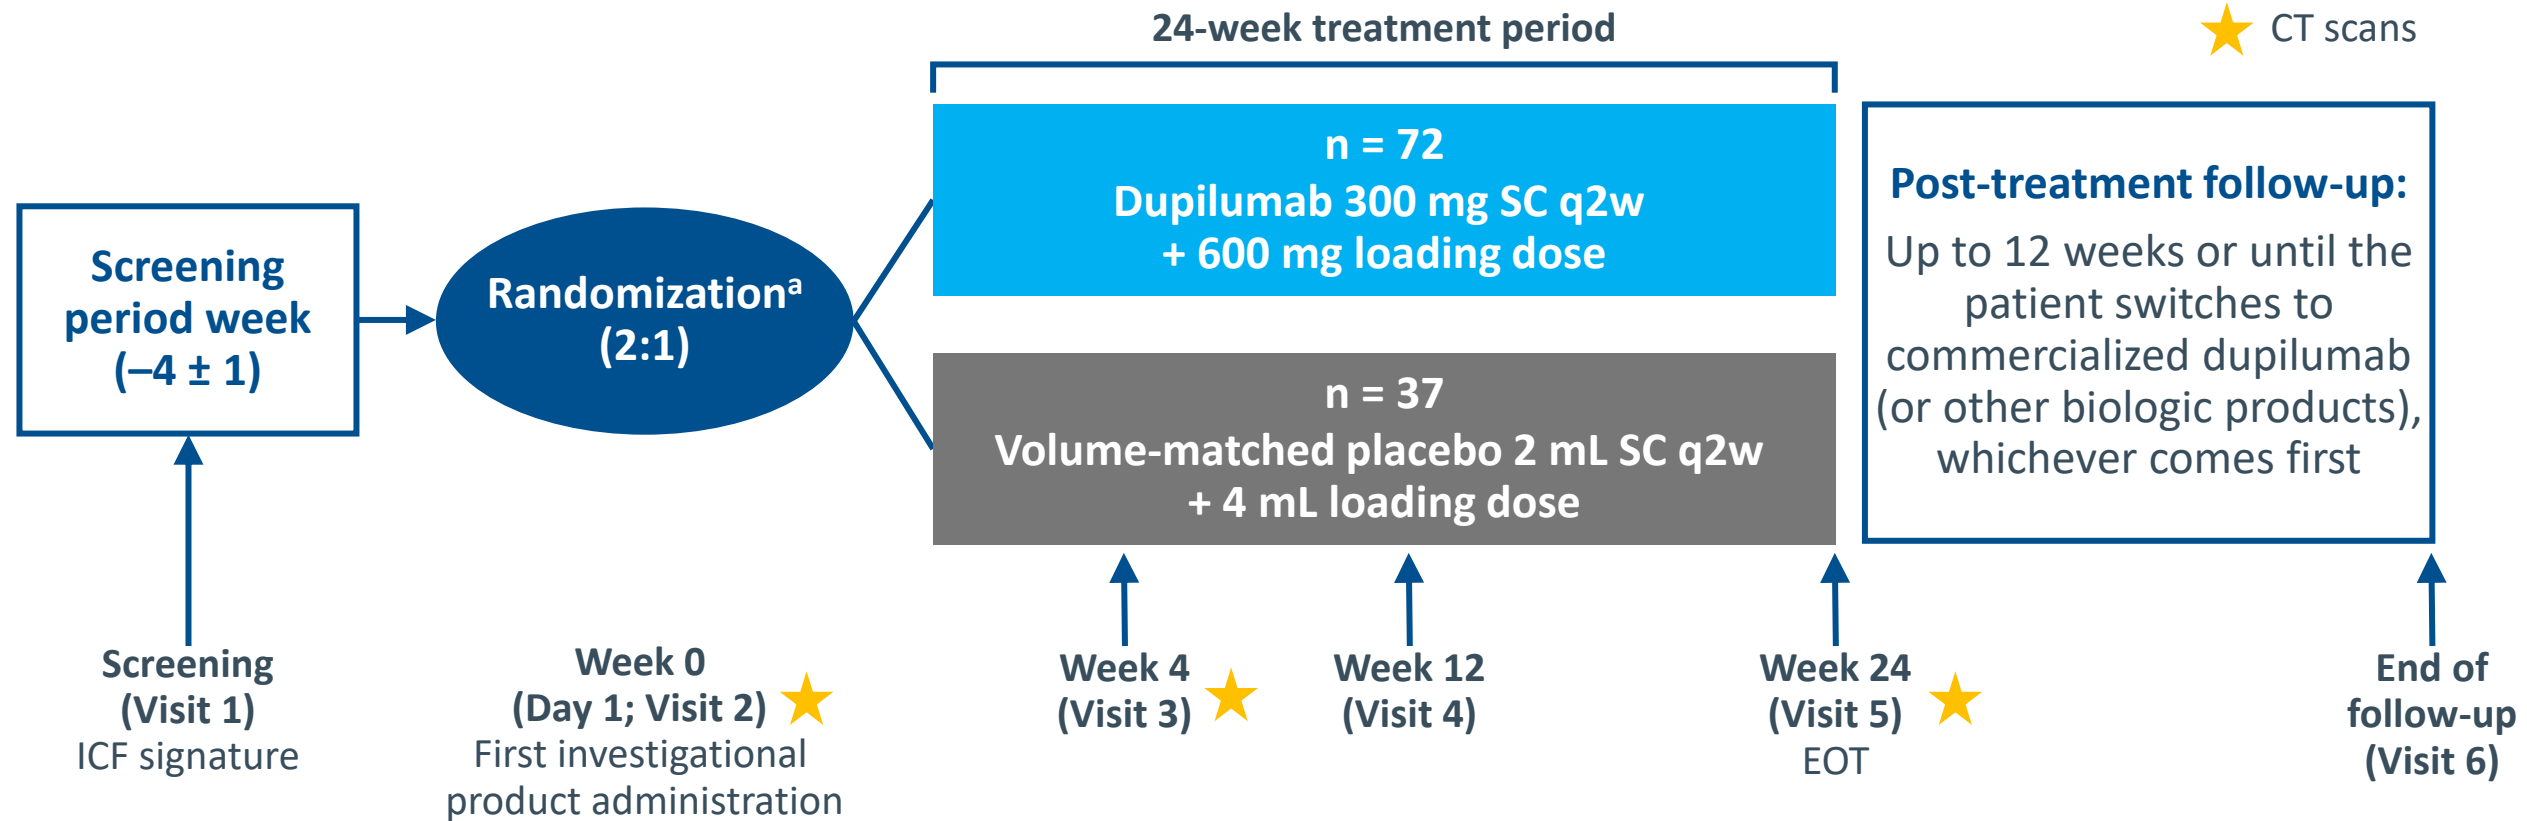 24-week treatment period
CT scans
Screening
period week
(–4 ± 1)
Randomizationᵃ
(2:1)
n = 72
Dupilumab 300 mg SC q2w
+ 600 mg loading dose
n = 37
Volume-matched placebo 2 mL SC q2w
+ 4 mL loading dose
Post-treatment follow-up:
Up to 12 weeks or until the
patient switches to
commercialized dupilumab
(or other biologic products),
whichever comes first
Screening
(Visit 1)
ICF signature
Week 0
(Day 1; Visit 2)
First investigational
product administration
Week 4
(Visit 3)
Week 12
(Visit 4)
Week 24
(Visit 5)
EOT
End of
follow-up
(Visit 6)